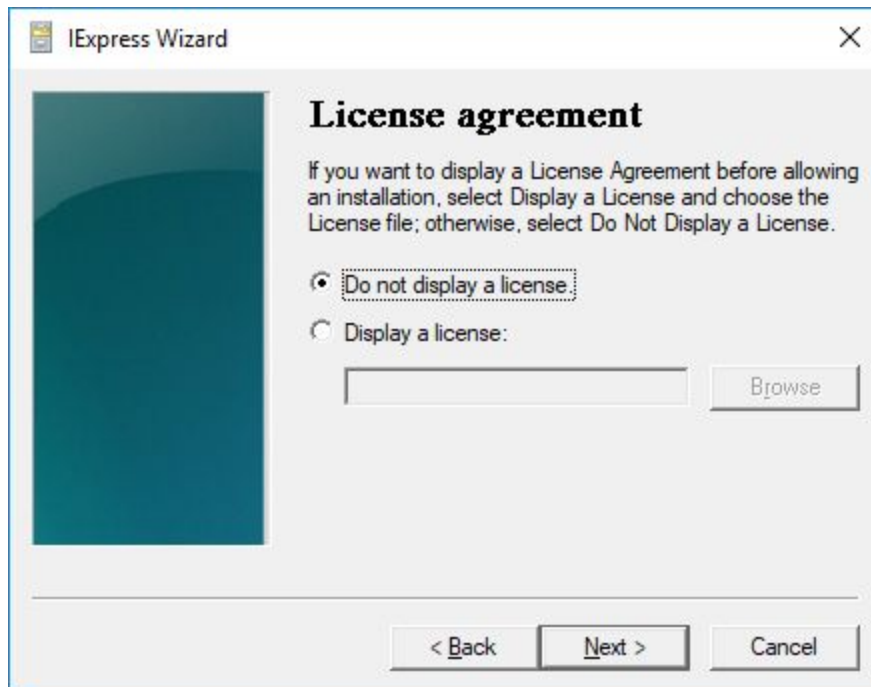 IExpress Wizard
License agreement
If you want to display a License Agreement before allowing
an installation, select Display a License and choose the
License file; otherwise, select Do Not Display a License.
Do not display a license.
Display a license:
Browse
< Back
Next >
Cancel